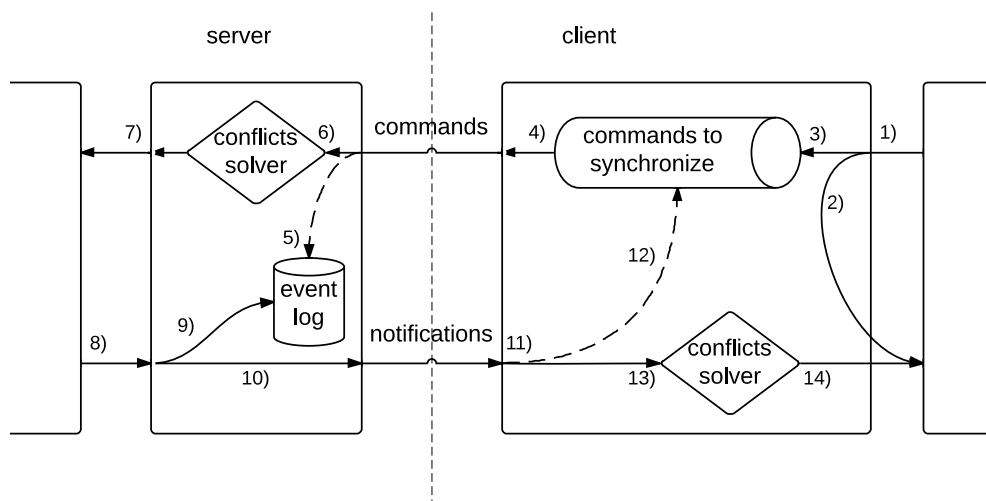 server
client
7)
6)
commands
4)
3)
1)
conflicts
solver
commands to
synchronize
2)
5)
12)
event
log
9)
8)
notifications
11)
10)
13)
conflicts
solver
14)